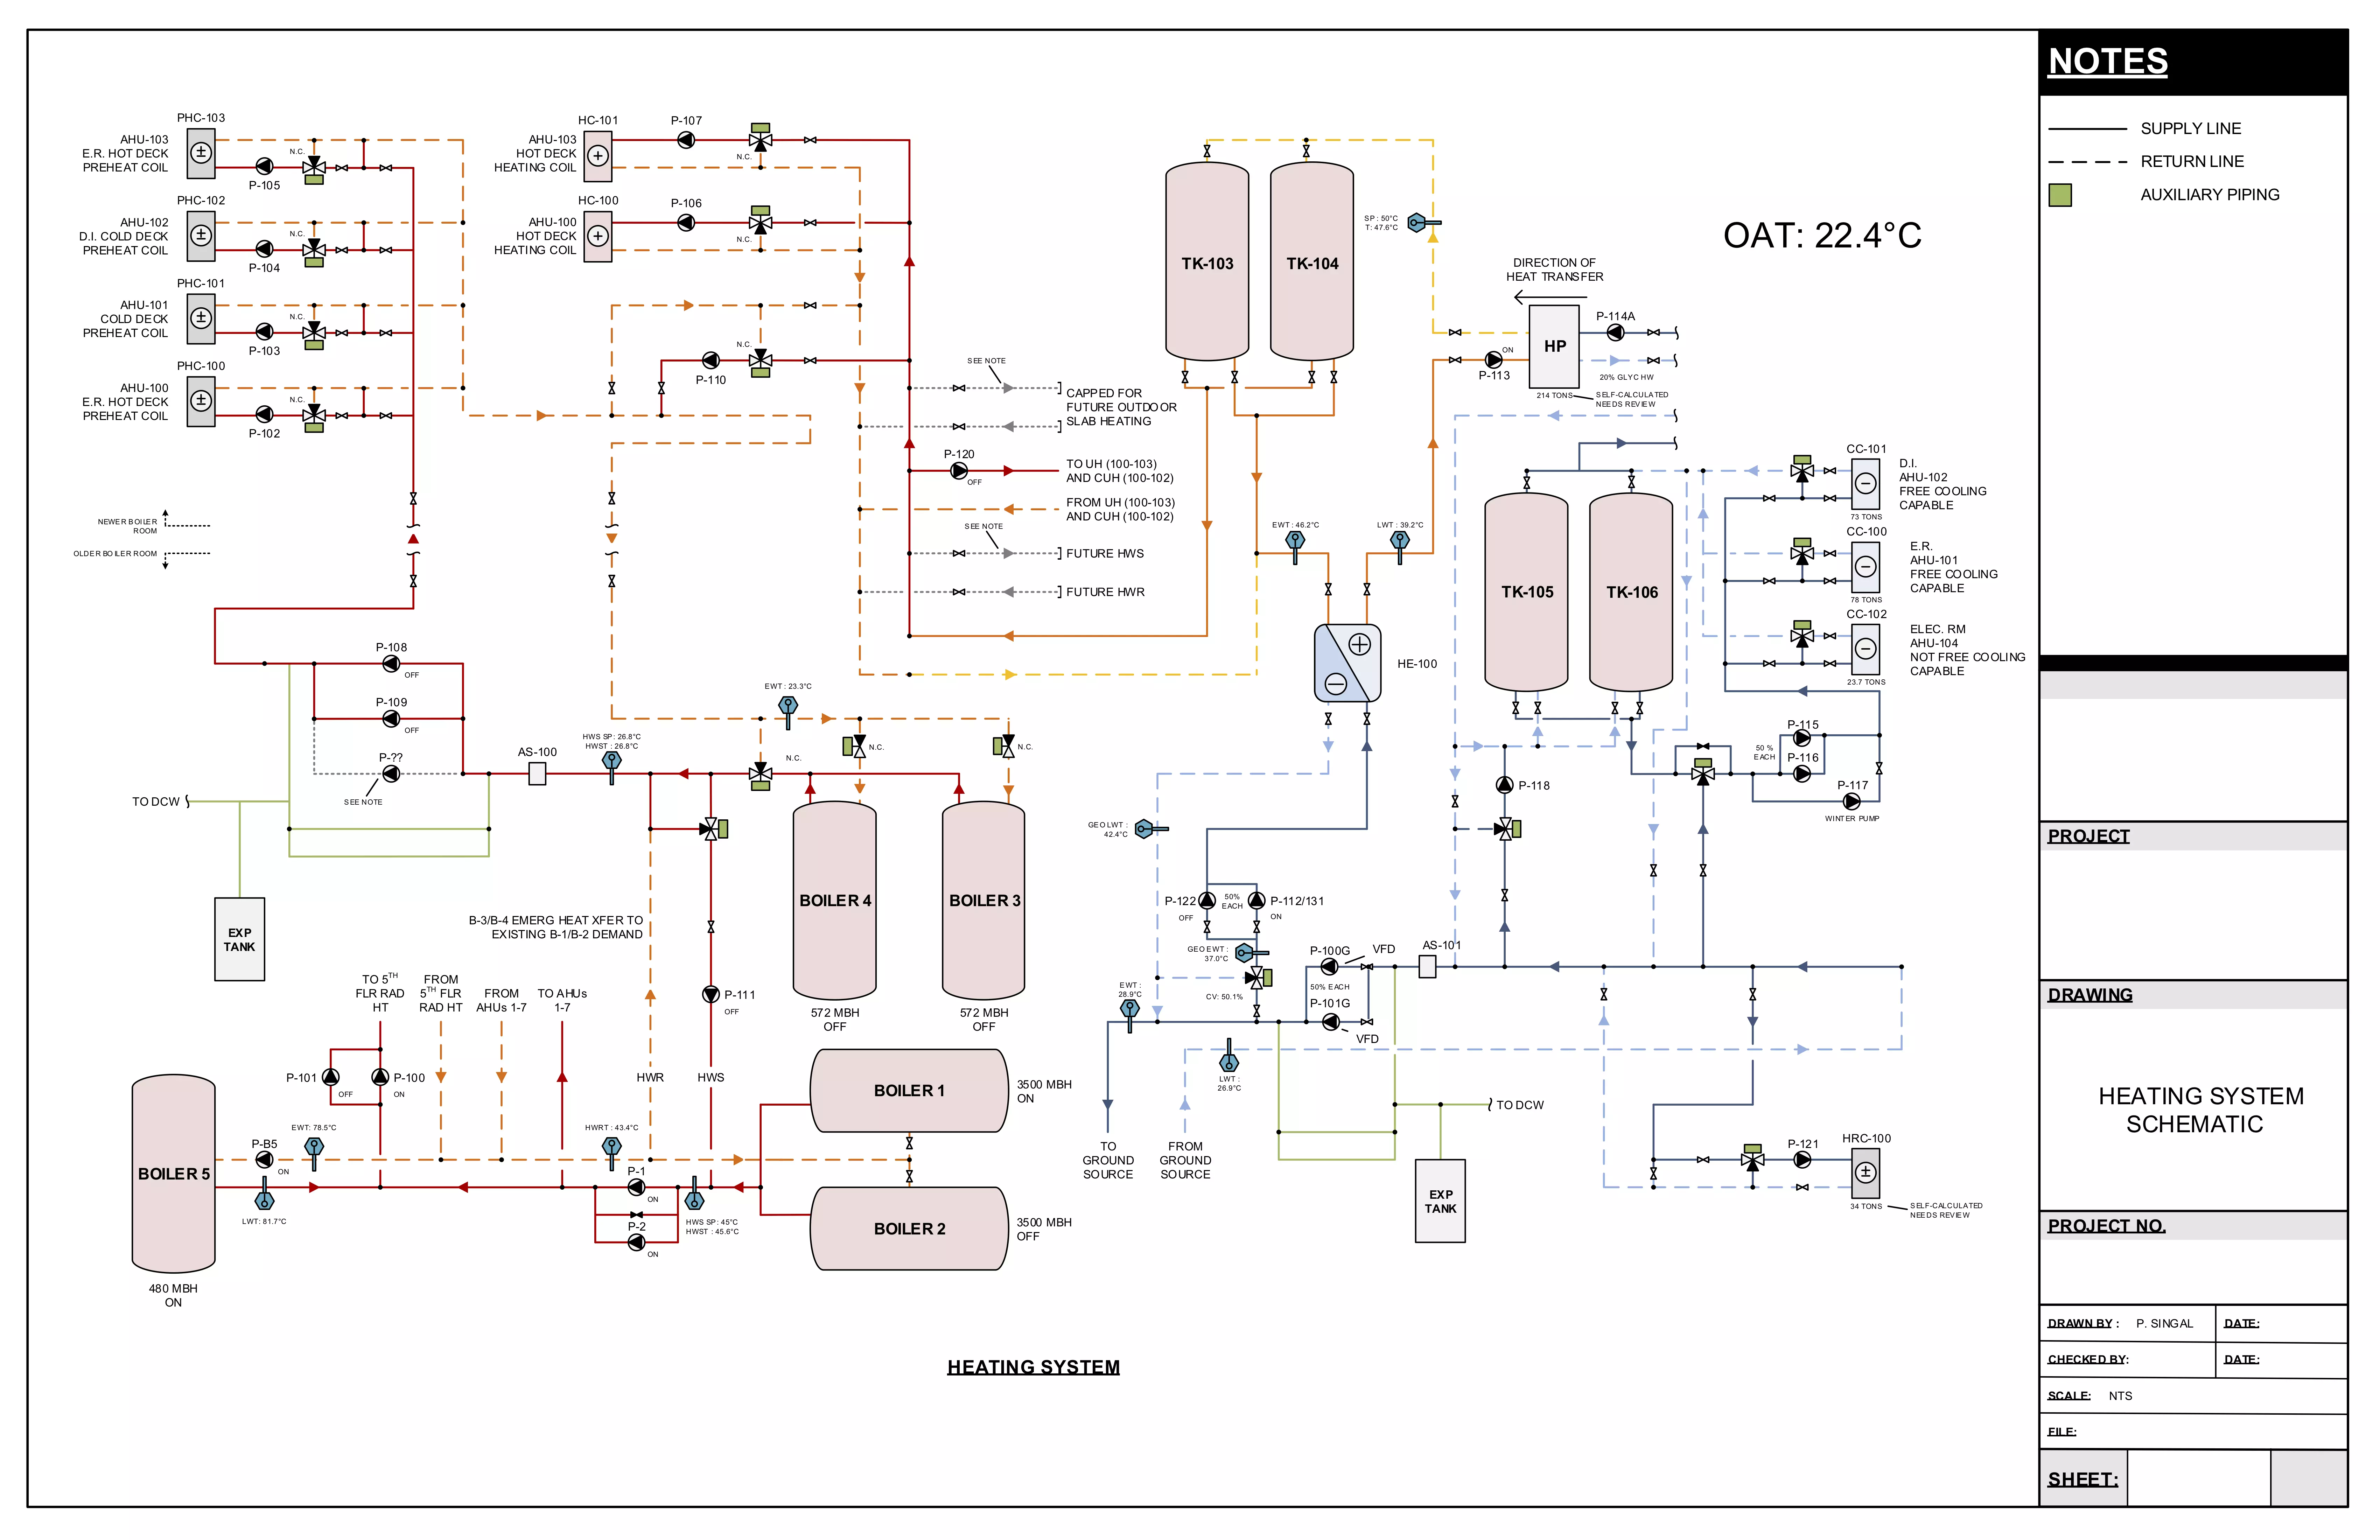 NOTES
SUPPLY LINE
RETURN LINE
AUXILIARY PIPING
PROJECT
DRAWING
HEATING SYSTEM
SCHEMATIC
PROJECT NO.
DRAWN BY : P. SINGAL DATE:
CHECKED BY: DATE:
SCALE: NTS
FILE:
SHEET:
OAT: 22.4°C
PHC-103
AHU-103
E.R. HOT DECK
PREHEAT COIL
N.C.
P-105
PHC-102
AHU-102
D.I. COLD DECK
PREHEAT COIL
N.C.
P-104
PHC-101
AHU-101
COLD DECK
PREHEAT COIL
N.C.
P-103
PHC-100
AHU-100
E.R. HOT DECK
PREHEAT COIL
N.C.
P-102
HC-101
AHU-103
HOT DECK
HEATING COIL
P-107
N.C.
HC-100
AHU-100
HOT DECK
HEATING COIL
P-106
N.C.
N.C.
P-110
SEE NOTE
CAPPED FOR
FUTURE OUTDOOR
SLAB HEATING
P-120
OFF
TO UH (100-103)
AND CUH (100-102)
FROM UH (100-103)
AND CUH (100-102)
SEE NOTE
FUTURE HWS
FUTURE HWR
NEWER BOILER
ROOM
OLDER BOILER ROOM
TK-103
TK-104
SP : 50°C
T: 47.6°C
DIRECTION OF
HEAT TRANSFER
HP
P-114A
ON
P-113
20% GLYC HW
214 TONS
SELF-CALCULATED
NEEDS REVIEW
EWT : 46.2°C
LWT : 39.2°C
HE-100
TK-105
TK-106
CC-101
D.I.
AHU-102
FREE COOLING
CAPABLE
73 TONS
CC-100
E.R.
AHU-101
FREE COOLING
CAPABLE
78 TONS
CC-102
ELEC. RM
AHU-104
NOT FREE COOLING
CAPABLE
23.7 TONS
P-115
50 %
EACH
P-116
P-117
WINTER PUMP
P-118
P-108
OFF
P-109
OFF
P-??
SEE NOTE
TO DCW
EXP
TANK
AS-100
HWS SP: 26.8°C
HWST : 26.8°C
EWT : 23.3°C
N.C.
N.C.
N.C.
BOILER 4
572 MBH
OFF
BOILER 3
572 MBH
OFF
B-3/B-4 EMERG HEAT XFER TO
EXISTING B-1/B-2 DEMAND
P-111
OFF
HWR
HWS
TO 5TH
FLR RAD
HT
FROM
5TH FLR
RAD HT
FROM
AHUs 1-7
TO AHUs
1-7
P-101
OFF
P-100
ON
EWT: 78.5°C
P-B5
ON
BOILER 5
LWT: 81.7°C
480 MBH
ON
HWRT : 43.4°C
P-1
ON
P-2
ON
HWS SP: 45°C
HWST : 45.6°C
BOILER 1
3500 MBH
ON
BOILER 2
3500 MBH
OFF
GEO LWT :
42.4°C
P-122
OFF
50%
EACH
P-112/131
ON
GEO EWT :
37.0°C
CV: 50.1%
EWT :
28.9°C
P-100G
VFD
50% EACH
P-101G
VFD
AS-101
LWT :
26.9°C
TO
GROUND
SOURCE
FROM
GROUND
SOURCE
TO DCW
EXP
TANK
P-121
HRC-100
34 TONS
SELF-CALCULATED
NEEDS REVIEW
HEATING SYSTEM